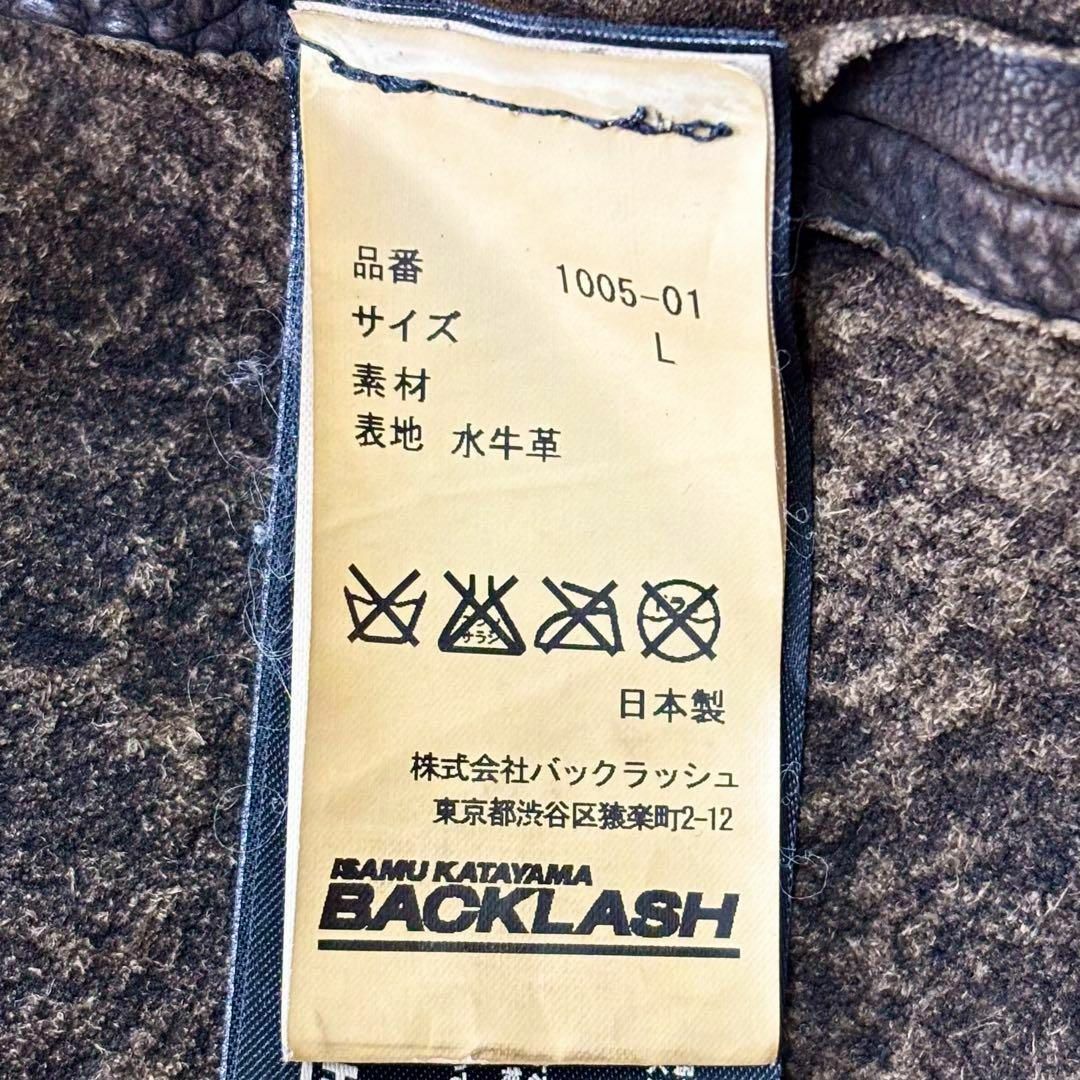 品番 1005-01
サイズ L
素材
表地 水牛革
サラシ
日本製
株式会社バックラッシュ
東京都渋谷区猿楽町2-12
ISAMU KATAYAMA
BACKLASH